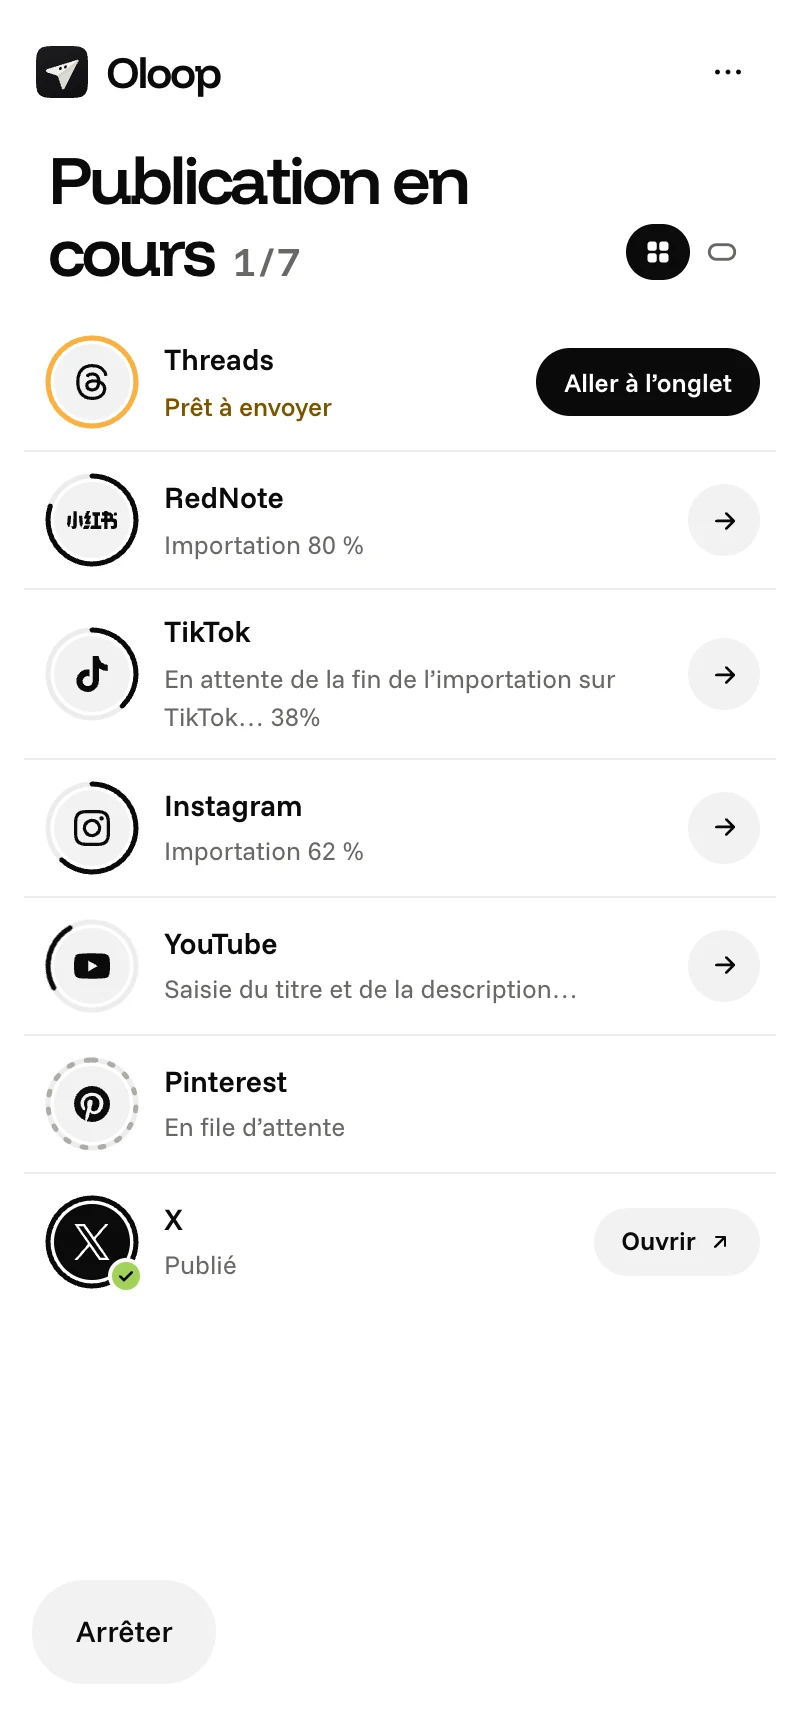 Oloop
Publication en
cours 1/7
Threads
Prêt à envoyer
Aller à l’onglet
小红书
RedNote
Importation 80 %
TikTok
En attente de la fin de l’importation sur
TikTok… 38%
Instagram
Importation 62 %
YouTube
Saisie du titre et de la description…
Pinterest
En file d’attente
X
Publié
Ouvrir
Arrêter